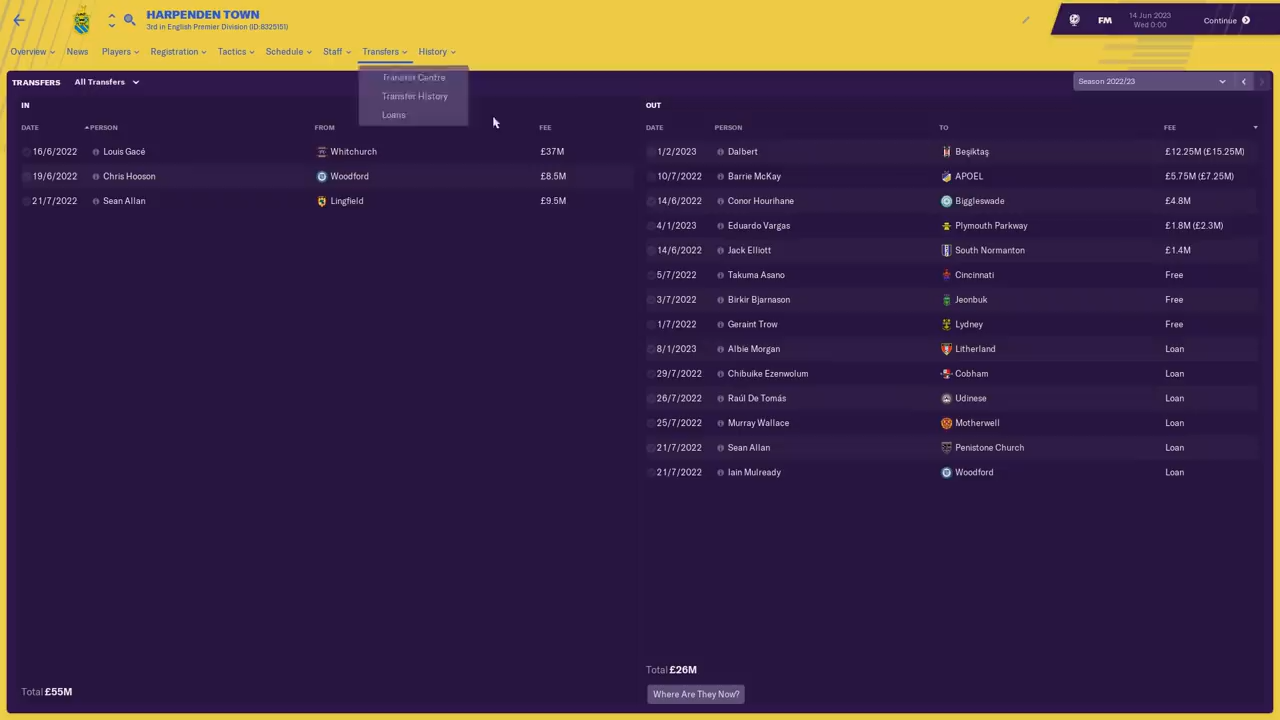 HARPENDEN TOWN
3rd in English Premier Division (ID:8325151)
FM
14 Jun 2023
Wed 0:00
Continue
Overview News Players Registration Tactics Schedule Staff Transfers History
Transfer Centre
Transfer History
Loans
TRANSFERS All Transfers
Season 2022/23
IN
DATE PERSON FROM FEE
16/6/2022 Louis Gacé Whitchurch £37M
19/6/2022 Chris Hooson Woodford £8.5M
21/7/2022 Sean Allan Lingfield £9.5M
Total £55M
OUT
DATE PERSON TO FEE
1/2/2023 Dalbert Beşiktaş £12.25M (£15.25M)
10/7/2022 Barrie McKay APOEL £5.75M (£7.25M)
14/6/2022 Conor Hourihane Biggleswade £4.8M
4/1/2023 Eduardo Vargas Plymouth Parkway £1.8M (£2.3M)
14/6/2022 Jack Elliott South Normanton £1.4M
5/7/2022 Takuma Asano Cincinnati Free
3/7/2022 Birkir Bjarnason Jeonbuk Free
1/7/2022 Geraint Trow Lydney Free
8/1/2023 Albie Morgan Litherland Loan
29/7/2022 Chibuike Ezenwolum Cobham Loan
26/7/2022 Raúl De Tomás Udinese Loan
25/7/2022 Murray Wallace Motherwell Loan
21/7/2022 Sean Allan Penistone Church Loan
21/7/2022 Iain Mulready Woodford Loan
Total £26M
Where Are They Now?